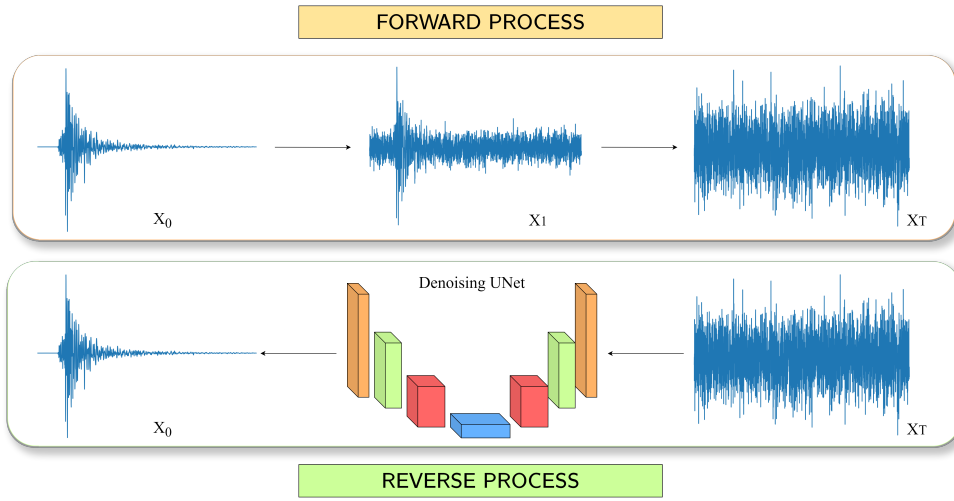 FORWARD PROCESS
X0
X1
XT
Denoising UNet
X0
XT
REVERSE PROCESS